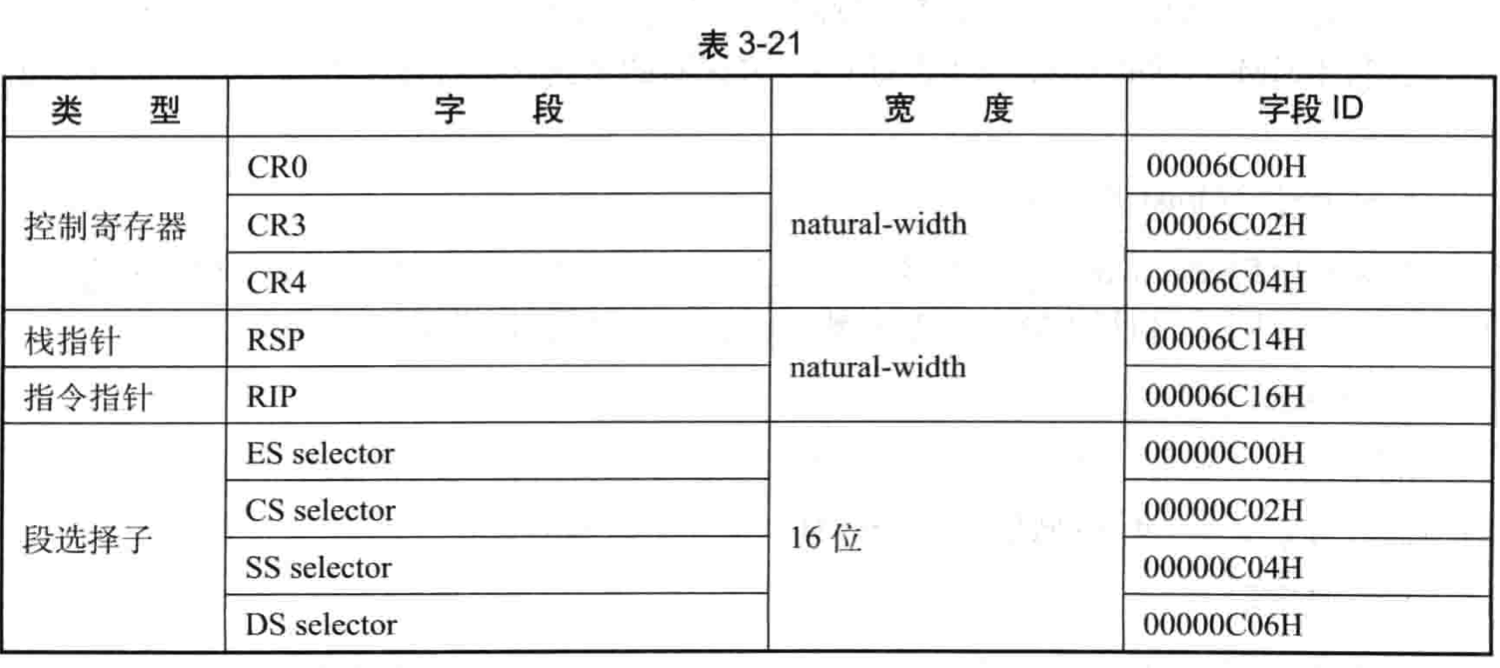 表 3-21
类 型 字 段 宽 度 字段 ID
CR0 00006C00H
控制寄存器 CR3 natural-width 00006C02H
CR4 00006C04H
栈指针 RSP 00006C14H
natural-width
指令指针 RIP 00006C16H
ES selector 00000C00H
CS selector 00000C02H
段选择子 16 位
SS selector 00000C04H
DS selector 00000C06H